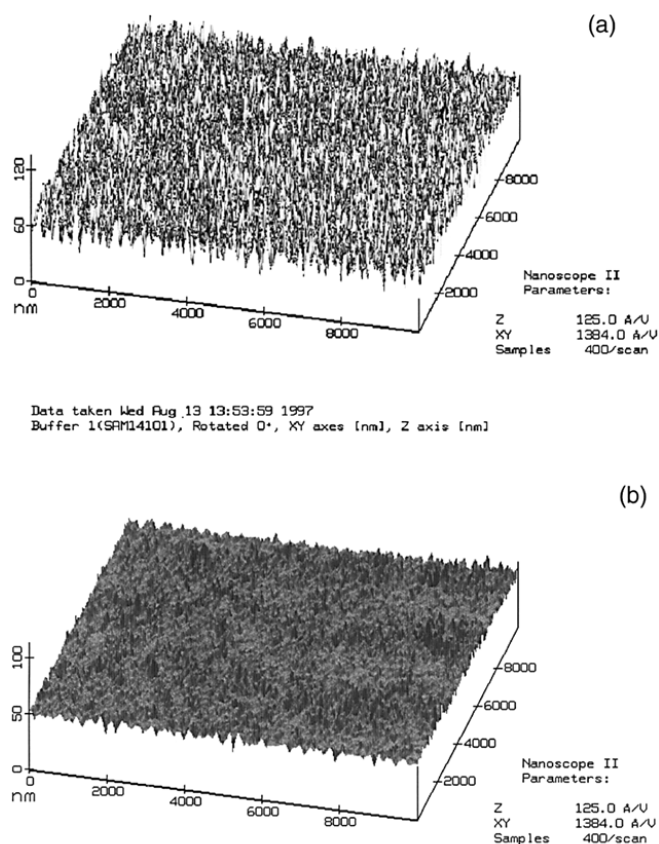 (a)
120
60
0
0
nm
2000
4000
6000
8000
2000
4000
6000
8000
Nanoscope II
Parameters:
Z 125.0 A/V
XY 1384.0 A/V
Samples 400/scan
Data taken Wed Aug 13 13:53:59 1997
Buffer 1(SAM14101), Rotated 0°, XY axes [nm], Z axis [nm]
(b)
100
50
0
0
nm
2000
4000
6000
8000
2000
4000
6000
8000
Nanoscope II
Parameters:
Z 125.0 A/V
XY 1384.0 A/V
Samples 400/scan